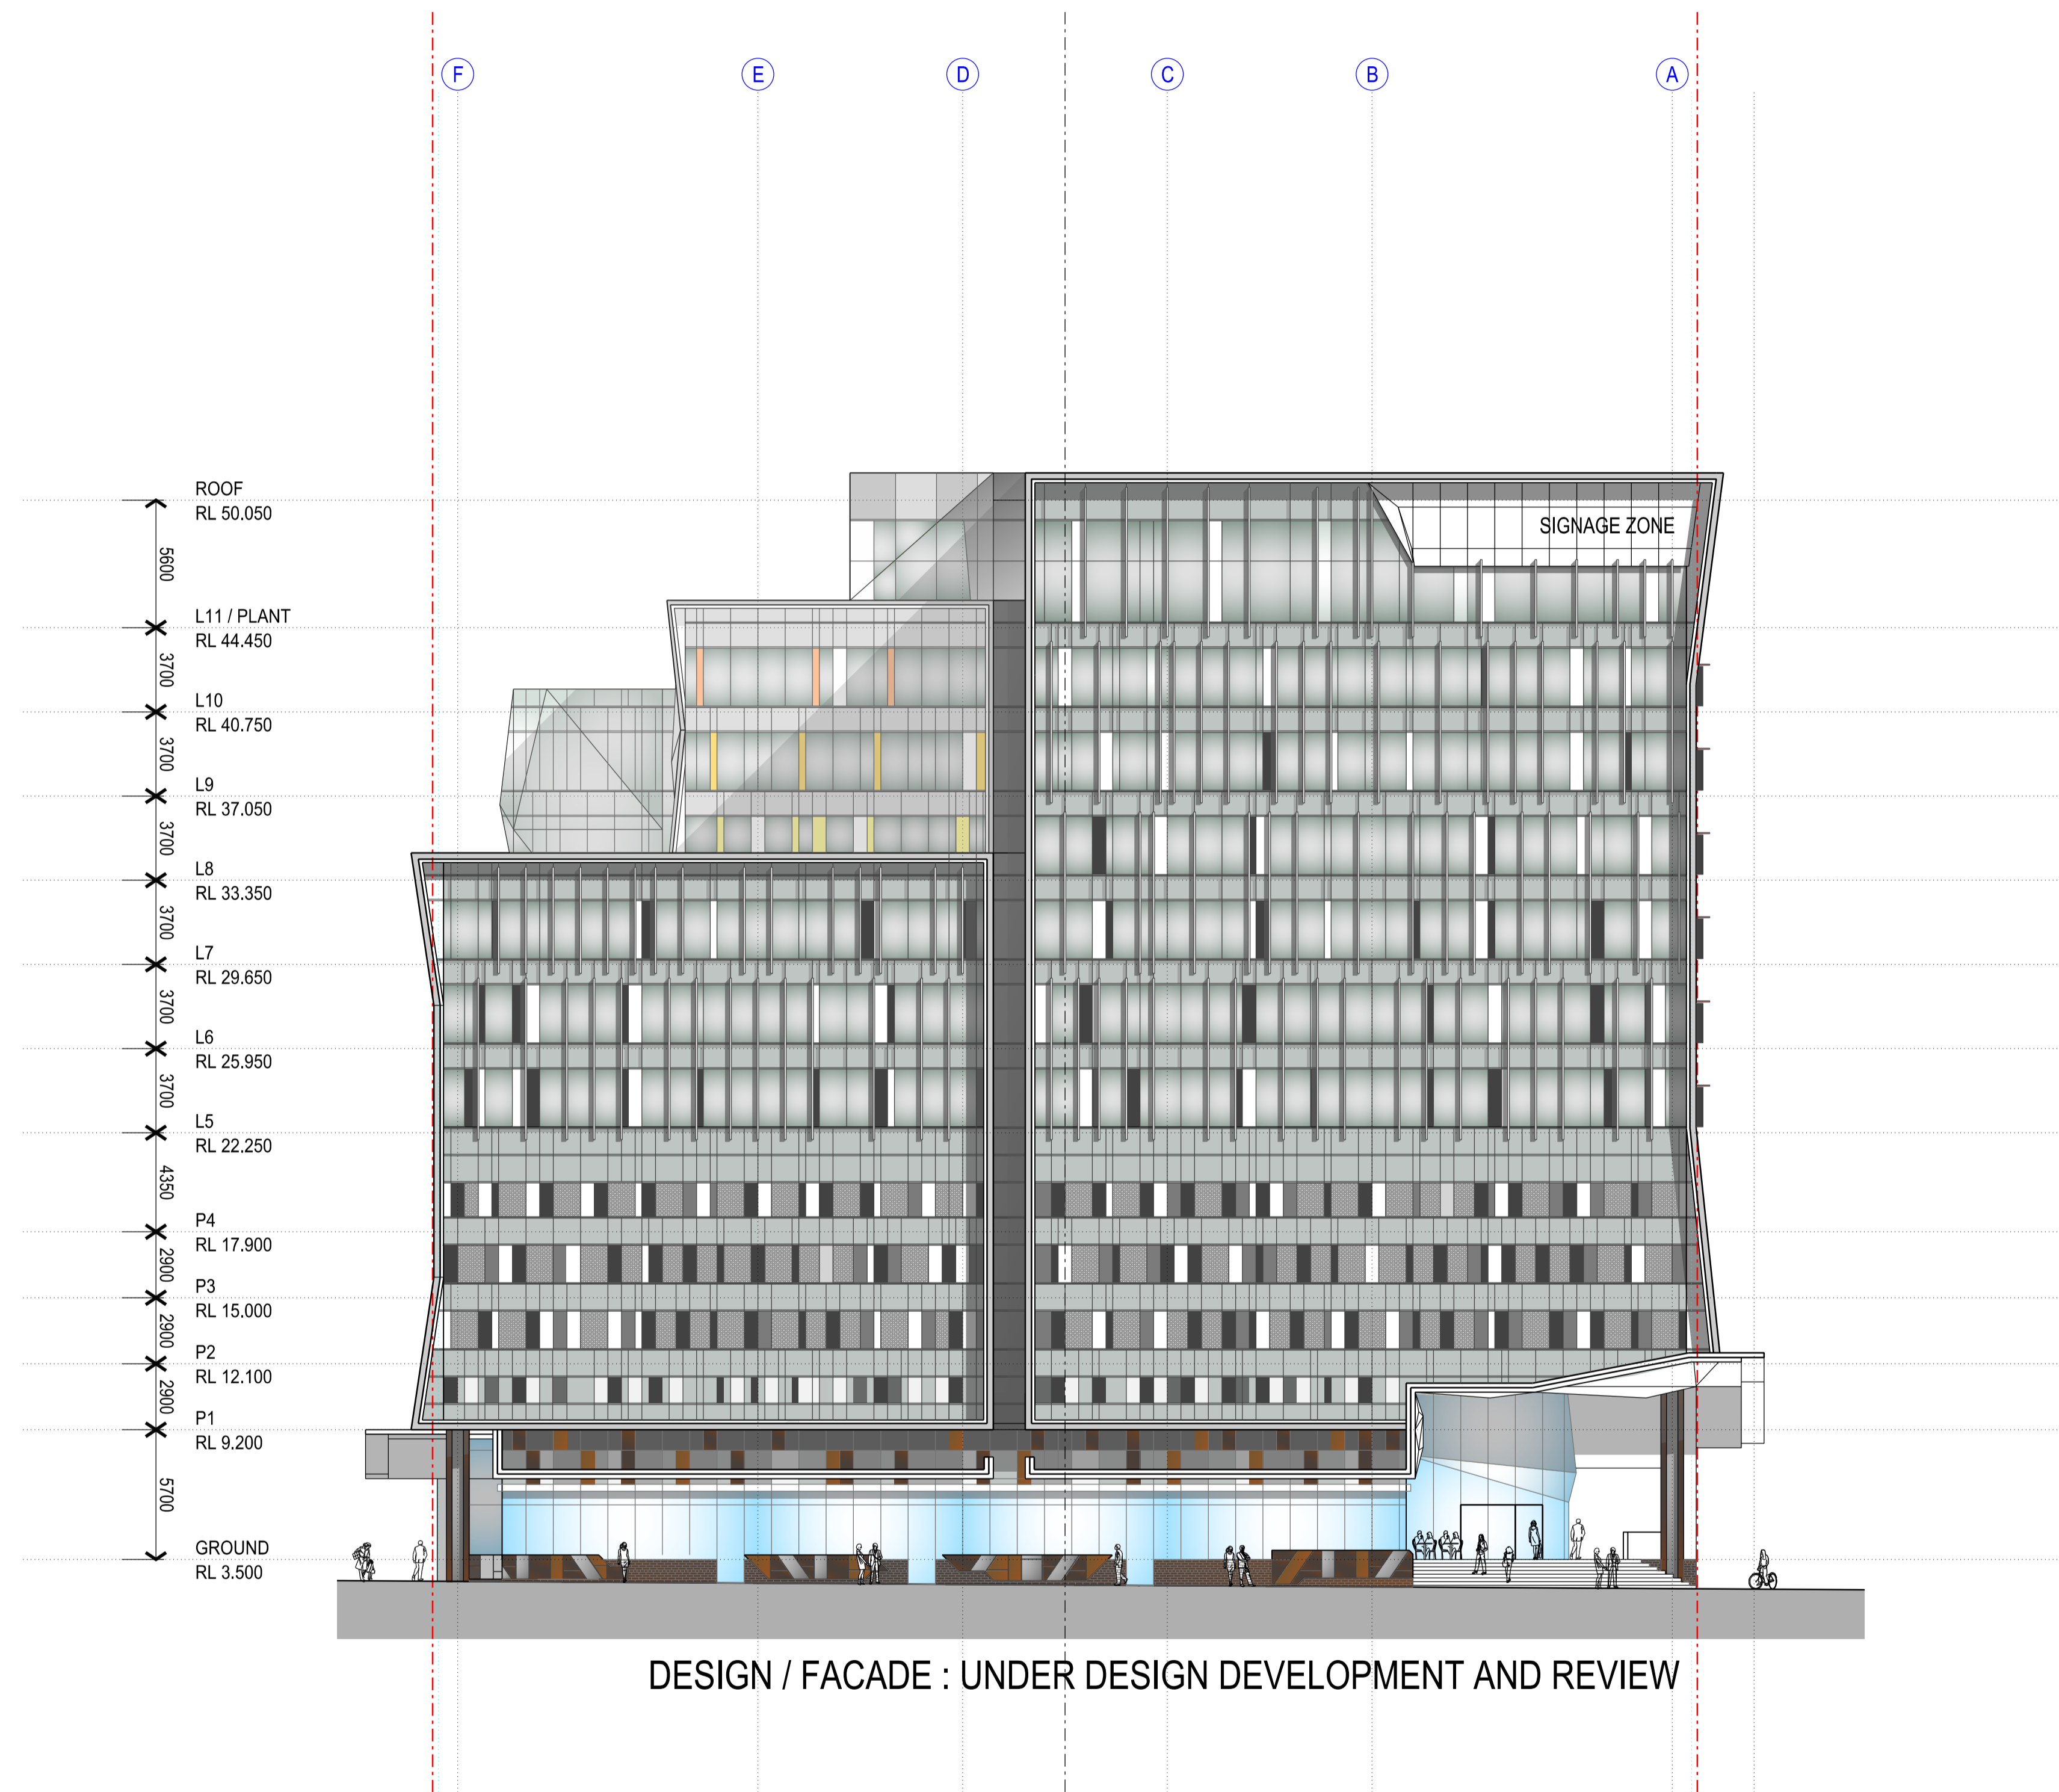 F
E
D
C
B
A
ROOF
RL 50.050
SIGNAGE ZONE
5600
L11 / PLANT
RL 44.450
3700
L10
RL 40.750
3700
L9
RL 37.050
3700
L8
RL 33.350
3700
L7
RL 29.650
3700
L6
RL 25.950
3700
L5
RL 22.250
4350
P4
RL 17.900
2900
P3
RL 15.000
2900
P2
RL 12.100
2900
P1
RL 9.200
5700
GROUND
RL 3.500
DESIGN / FACADE : UNDER DESIGN DEVELOPMENT AND REVIEW